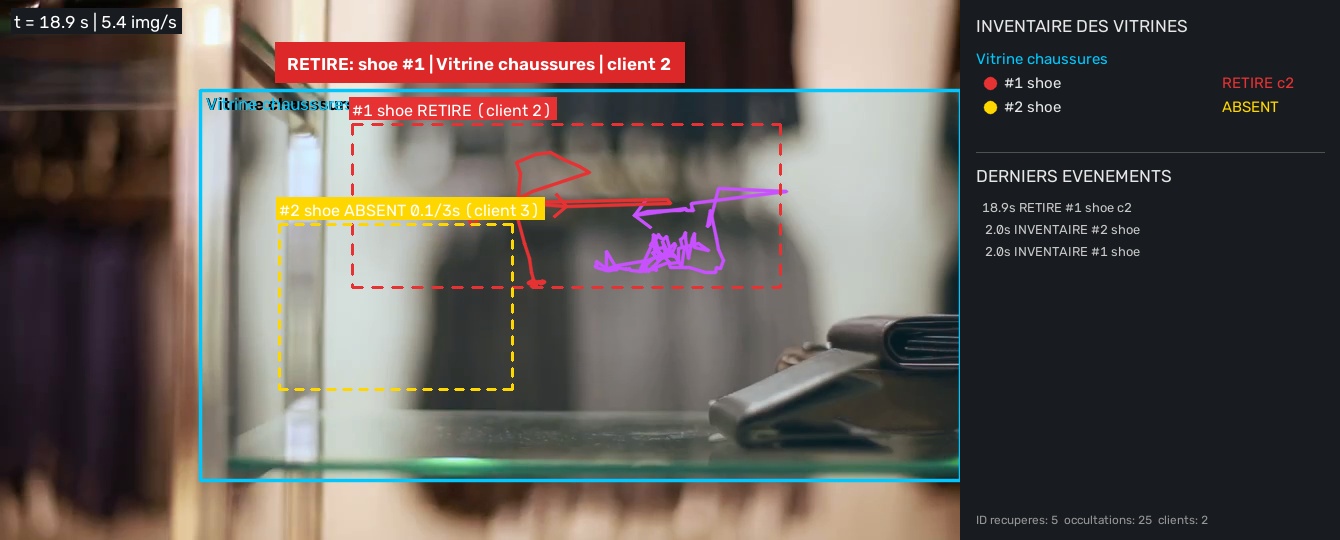 t = 18.9 s | 5.4 img/s
RETIRE: shoe #1 | Vitrine chaussures | client 2
Vitrine chaussures
#1 shoe RETIRE (client 2)
#2 shoe ABSENT 0.1/3s (client 3)
INVENTAIRE DES VITRINES
Vitrine chaussures
#1 shoe RETIRE c2
#2 shoe ABSENT
DERNIERS EVENEMENTS
18.9s RETIRE #1 shoe c2
2.0s INVENTAIRE #2 shoe
2.0s INVENTAIRE #1 shoe
ID recuperes: 5 occultations: 25 clients: 2